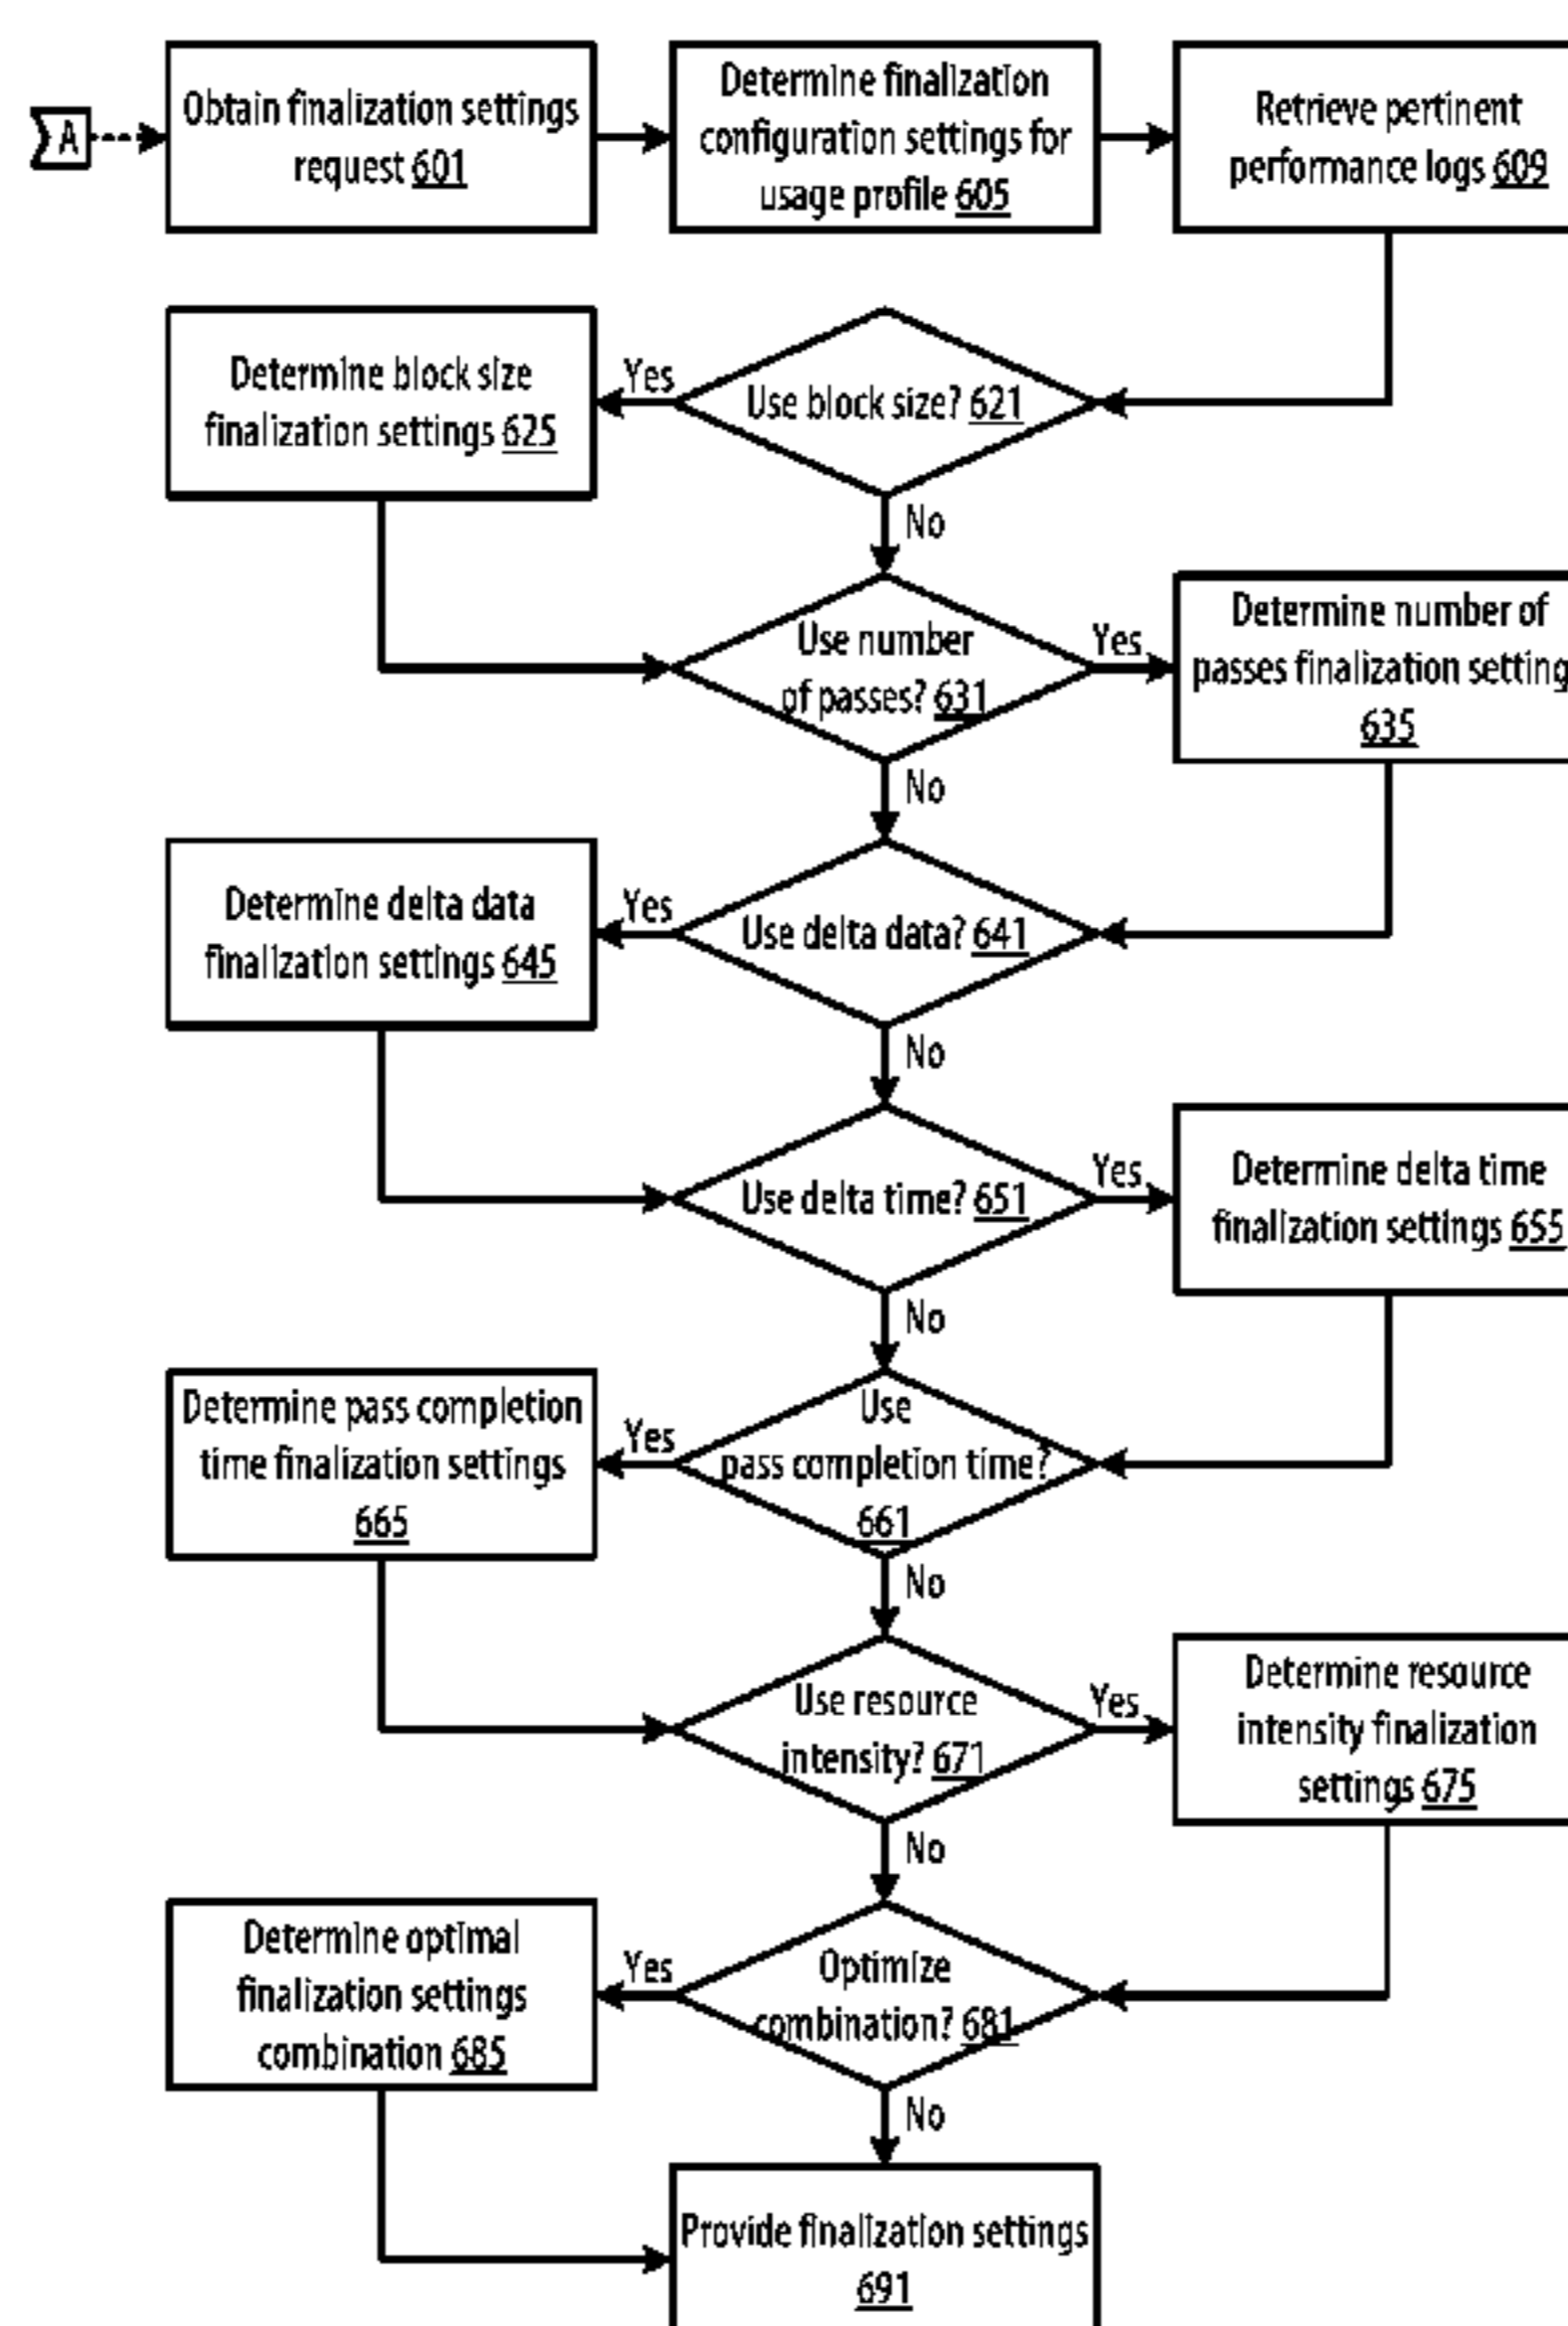 A
Obtain finalization settings
request 601
Determine finalization
configuration settings for
usage profile 605
Retrieve pertinent
performance logs 609
Determine block size
finalization settings 625
Yes
Use block size? 621
No
Use number
of passes? 631
Yes
Determine number of
passes finalization setting
635
No
Determine delta data
finalization settings 645
Yes
Use delta data? 641
No
Use delta time? 651
Yes
Determine delta time
finalization settings 655
No
Determine pass completion
time finalization settings
665
Yes
Use
pass completion time?
661
No
Use resource
intensity? 671
Yes
Determine resource
intensity finalization
settings 675
No
Determine optimal
finalization settings
combination 685
Yes
Optimize
combination? 681
No
Provide finalization settings
691